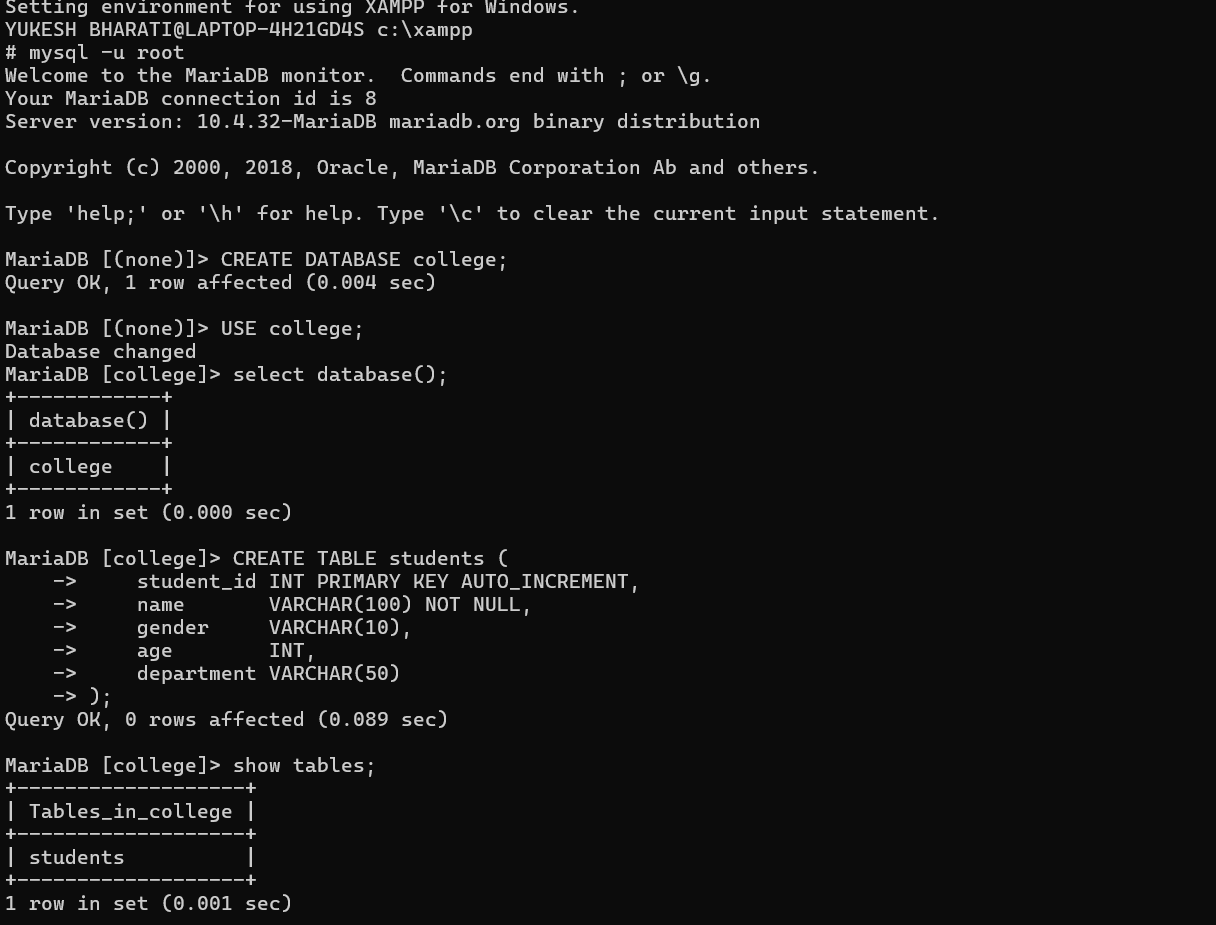 Setting environment for using XAMPP for Windows.
YUKESH BHARATI@LAPTOP-4H21GD4S c:\xampp
# mysql -u root
Welcome to the MariaDB monitor.  Commands end with ; or \g.
Your MariaDB connection id is 8
Server version: 10.4.32-MariaDB mariadb.org binary distribution

Copyright (c) 2000, 2018, Oracle, MariaDB Corporation Ab and others.

Type 'help;' or '\h' for help. Type '\c' to clear the current input statement.

MariaDB [(none)]> CREATE DATABASE college;
Query OK, 1 row affected (0.004 sec)

MariaDB [(none)]> USE college;
Database changed
MariaDB [college]> select database();
+------------+
| database() |
+------------+
| college    |
+------------+
1 row in set (0.000 sec)

MariaDB [college]> CREATE TABLE students (
    ->     student_id INT PRIMARY KEY AUTO_INCREMENT,
    ->     name       VARCHAR(100) NOT NULL,
    ->     gender     VARCHAR(10),
    ->     age        INT,
    ->     department VARCHAR(50)
    -> );
Query OK, 0 rows affected (0.089 sec)

MariaDB [college]> show tables;
+-------------------+
| Tables_in_college |
+-------------------+
| students          |
+-------------------+
1 row in set (0.001 sec)